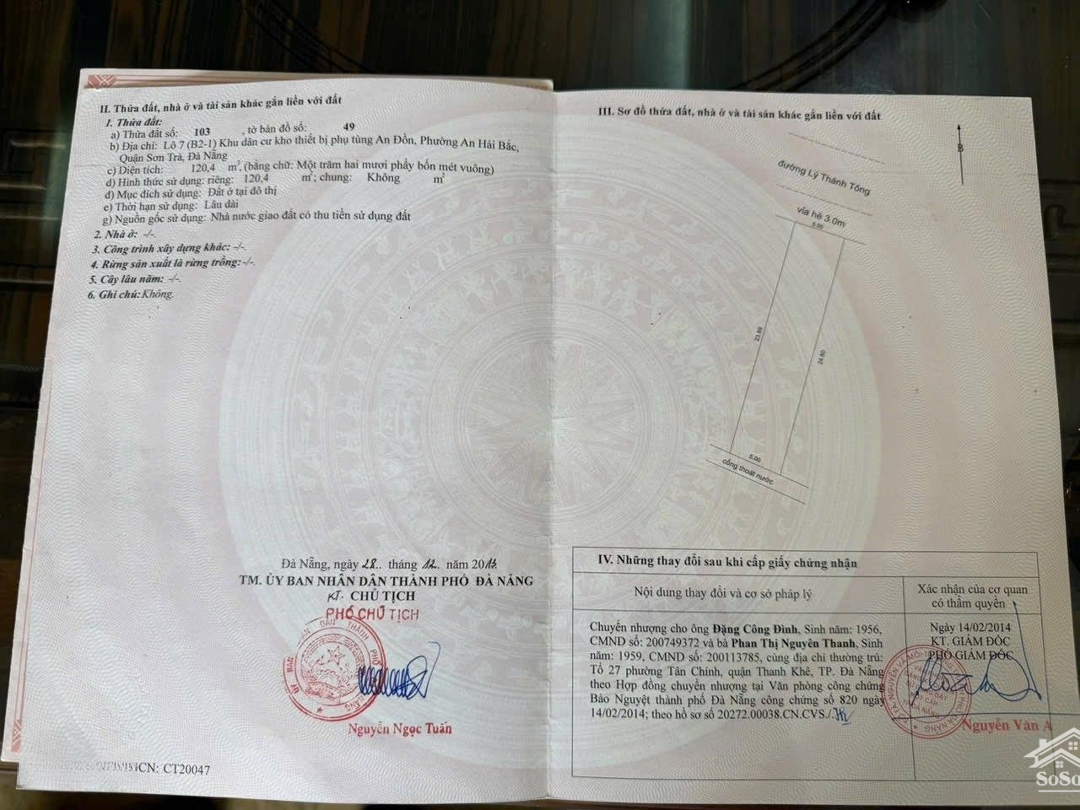 II. Thửa đất, nhà ở và tài sản khác gắn liền với đất
1. Thửa đất:
a) Thửa đất số: 103 , tờ bản đồ số: 49
b) Địa chỉ: Lô 7 (B2-1) Khu dân cư kho thiết bị phụ tùng An Đồn, Phường An Hải Bắc,
Quận Sơn Trà, Đà Nẵng
c) Diện tích: 120,4 m², (bằng chữ: Một trăm hai mươi phẩy bốn mét vuông)
d) Hình thức sử dụng: riêng: 120,4 m²; chung: Không m²
d) Mục đích sử dụng: Đất ở tại đô thị
e) Thời hạn sử dụng: Lâu dài
g) Nguồn gốc sử dụng: Nhà nước giao đất có thu tiền sử dụng đất
2. Nhà ở: -/-
3. Công trình xây dựng khác: -/-.
4. Rừng sản xuất là rừng trồng:-/-.
5. Cây lâu năm: -/-.
6. Ghi chú: Không.
Đà Nẵng, ngày 28.. tháng 12.. năm 20
TM. ỦY BAN NHÂN DÂN THÀNH PHỐ ĐÀ NẴNG
KT. CHỦ TỊCH
PHÓ CHỦ TỊCH
Nguyễn Ngọc Tuấn
CN: CT20047
III. Sơ đồ thửa đất, nhà ở và tài sản khác gắn liền với đất
B
đường Lý Thánh Tông
vỉa hè 3.0m
5.00
23.80
24.80
5.00
cống thoát nước
IV. Những thay đổi sau khi cấp giấy chứng nhận
Nội dung thay đổi và cơ sở pháp lý
Xác nhận của cơ quan
có thẩm quyền
Chuyển nhượng cho ông Đặng Công Đình, Sinh năm: 1956,
CMND số: 200749372 và bà Phan Thị Nguyên Thanh, Sinh
năm: 1959, CMND số: 200113785, cùng địa chỉ thường trú:
Tổ 27 phường Tân Chính, quận Thanh Khê, TP. Đà Nẵng
theo Hợp đồng chuyển nhượng tại Văn phòng công chứng
Bảo Nguyệt thành phố Đà Nẵng công chứng số 820 ngày
14/02/2014; theo hồ sơ số 20272.00038.CN.CVS./.
Ngày 14/02/2014
KT. GIÁM ĐỐC
PHÓ GIÁM ĐỐC
Nguyễn Văn A
SoSo